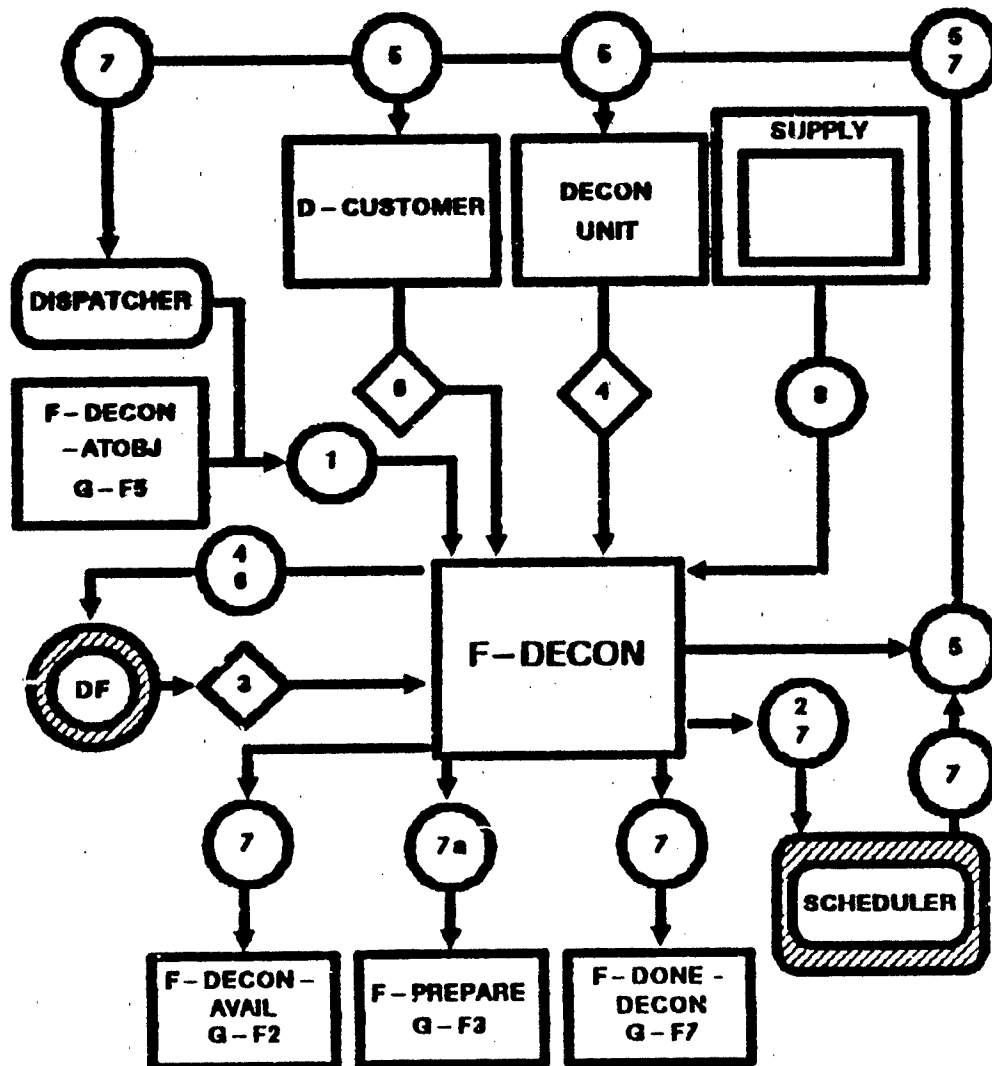 7
5
5
5
7
SUPPLY
D-CUSTOMER
DECON
UNIT
DISPATCHER
6
4
8
F-DECON
-ATOBJ
G-F5
1
4
6
F-DECON
5
DF
3
2
7
7
7
7a
7
SCHEDULER
F-DECON-
AVAIL
G-F2
F-PREPARE
G-F3
F-DONE-
DECON
G-F7